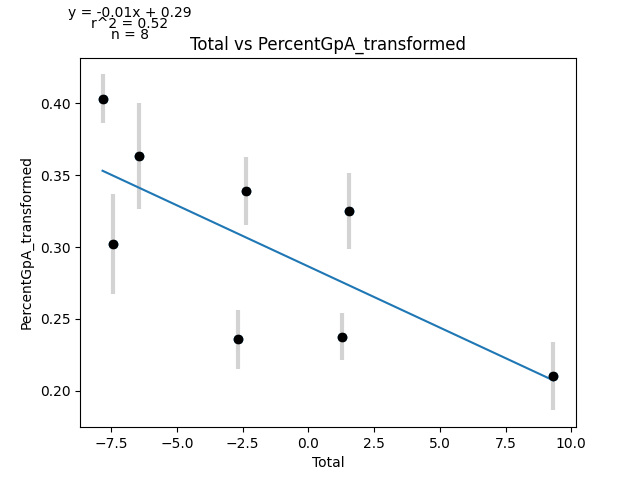 y = -0.01x + 0.29
r^2 = 0.52
n = 8
Total vs PercentGpA_transformed
0.40
0.35
0.30
0.25
0.20
PercentGpA_transformed
−7.5 −5.0 −2.5 0.0 2.5 5.0 7.5 10.0
Total